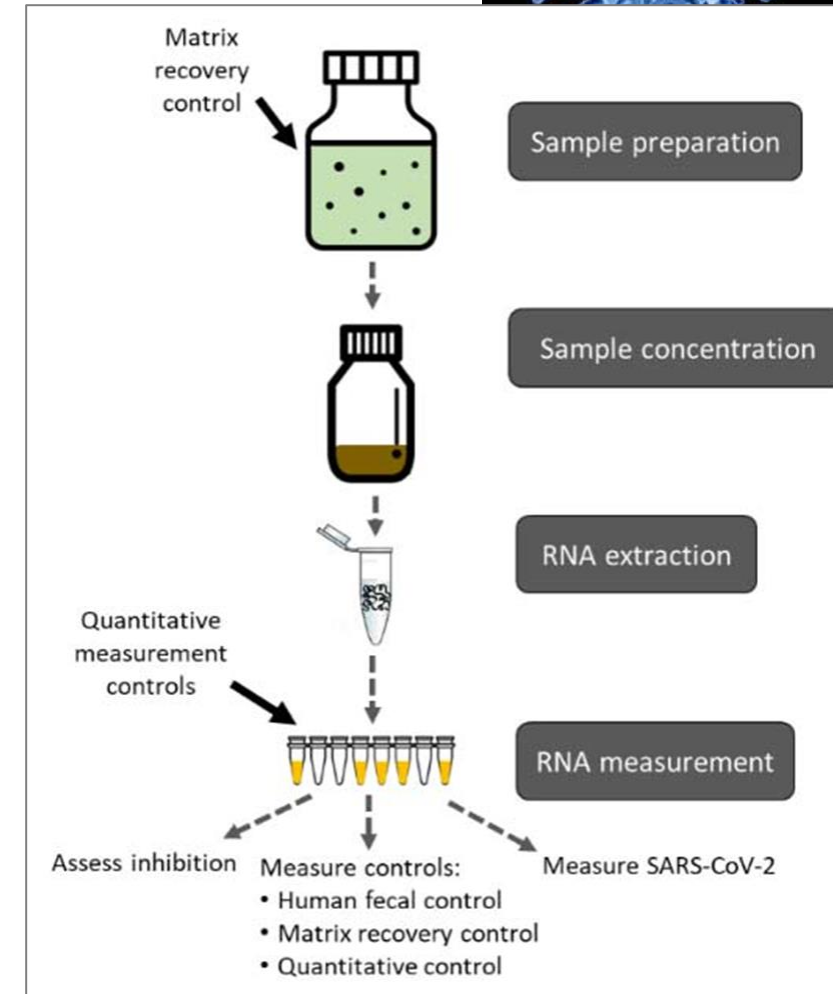 Matrix
recovery
control
Sample preparation
Sample concentration
RNA extraction
Quantitative
measurement
controls
RNA measurement
Assess inhibition
Measure controls:
• Human fecal control
• Matrix recovery control
• Quantitative control
Measure SARS-CoV-2